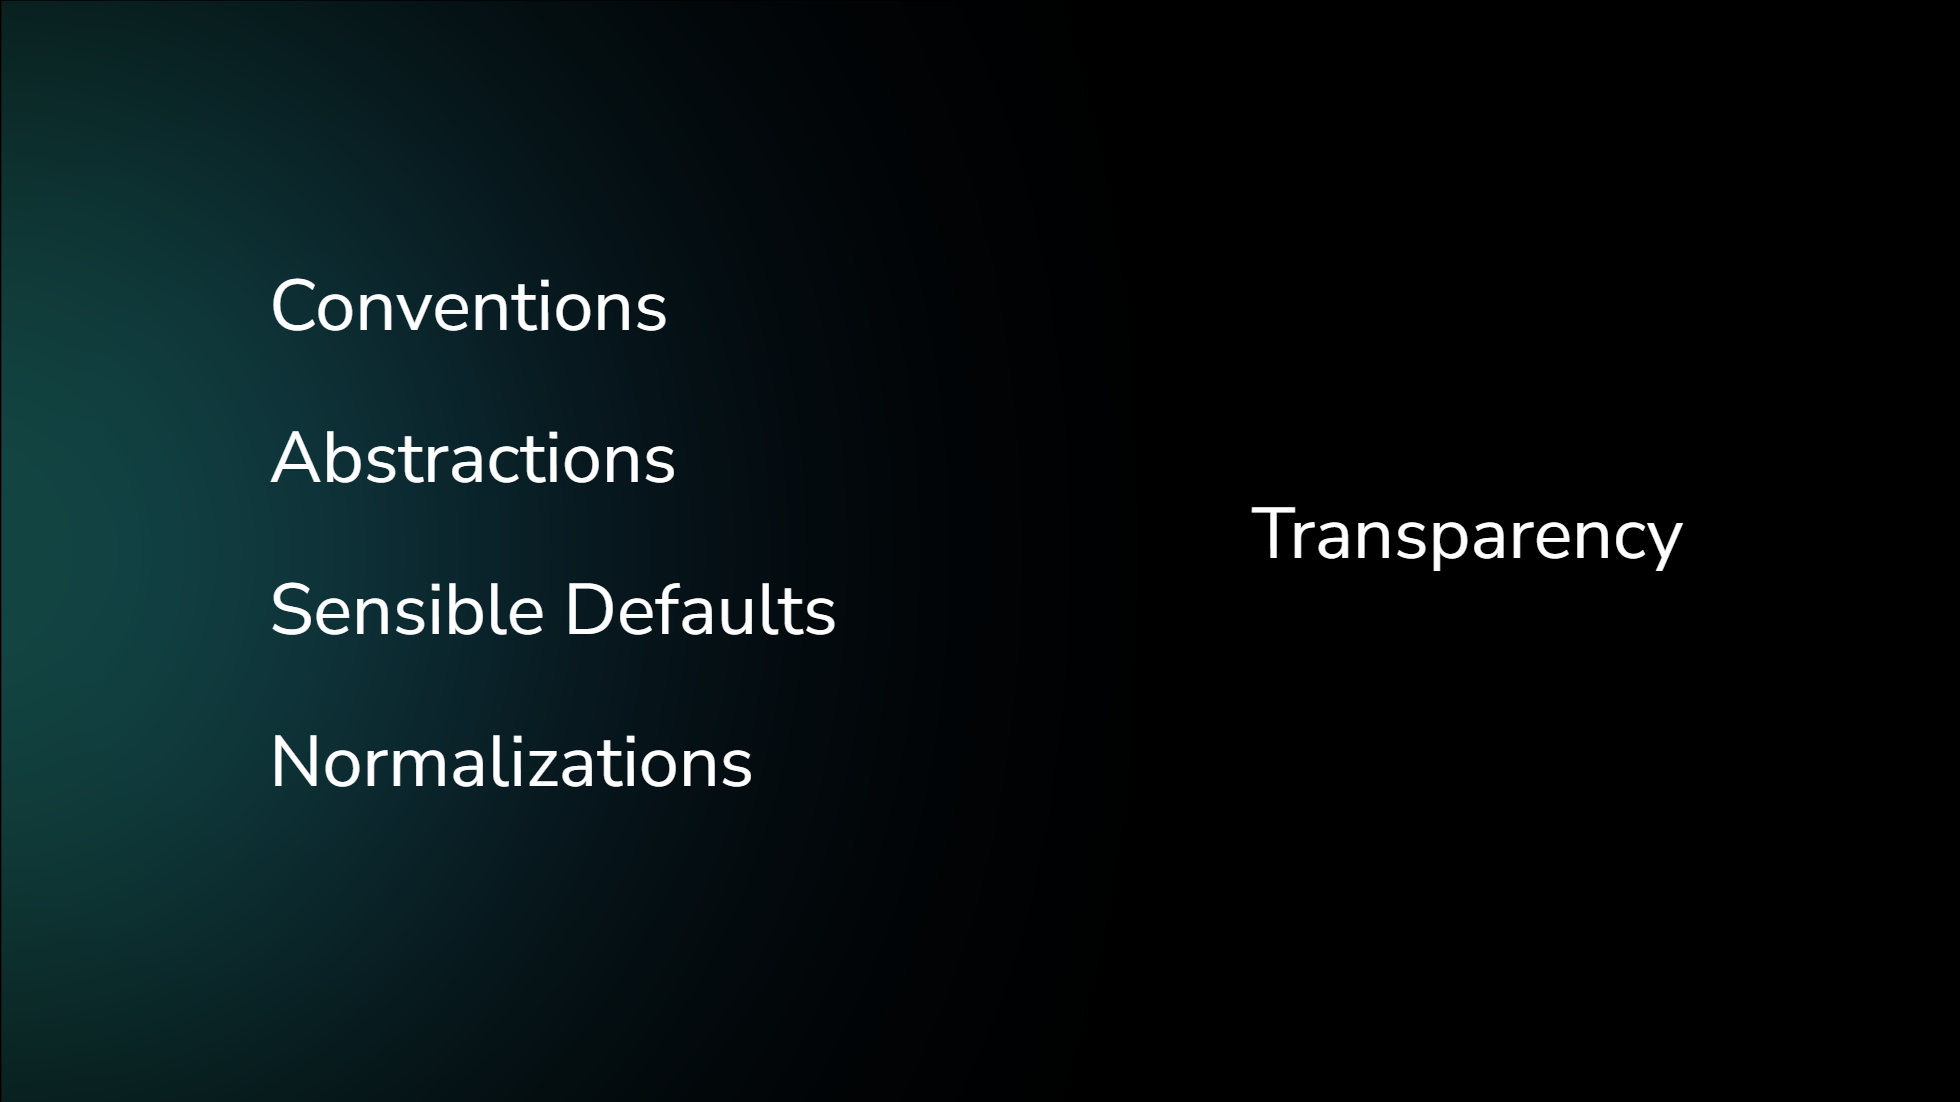 Conventions
Abstractions
Sensible Defaults
Normalizations
Transparency